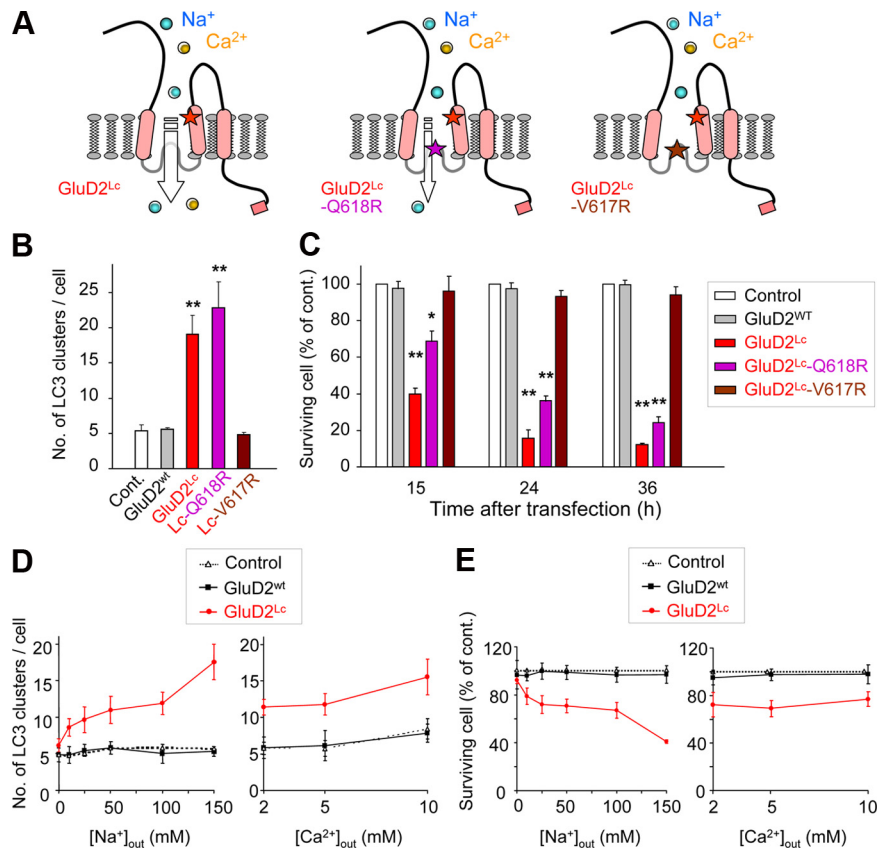 A
Na⁺
Ca²⁺
GluD2ᴸᶜ
Na⁺
Ca²⁺
GluD2ᴸᶜ
-Q618R
Na⁺
Ca²⁺
GluD2ᴸᶜ
-V617R
B
No. of LC3 clusters / cell
25
20
15
10
5
0
**
**
Cont.
GluD2ʷᵗ
GluD2ᴸᶜ
Lc-Q618R
Lc-V617R
C
Surviving cell (% of cont.)
100
80
60
40
20
0
**
*
**
**
**
**
15
24
36
Time after transfection (h)
Control
GluD2ᵂᵀ
GluD2ᴸᶜ
GluD2ᴸᶜ-Q618R
GluD2ᴸᶜ-V617R
D
Control
GluD2ʷᵗ
GluD2ᴸᶜ
No. of LC3 clusters / cell
20
15
10
5
0
0
50
100
150
[Na⁺]out (mM)
20
15
10
5
0
2
5
10
[Ca²⁺]out (mM)
E
Control
GluD2ʷᵗ
GluD2ᴸᶜ
Surviving cell (% of cont.)
120
80
40
0
0
50
100
150
[Na⁺]out (mM)
120
80
40
0
2
5
10
[Ca²⁺]out (mM)